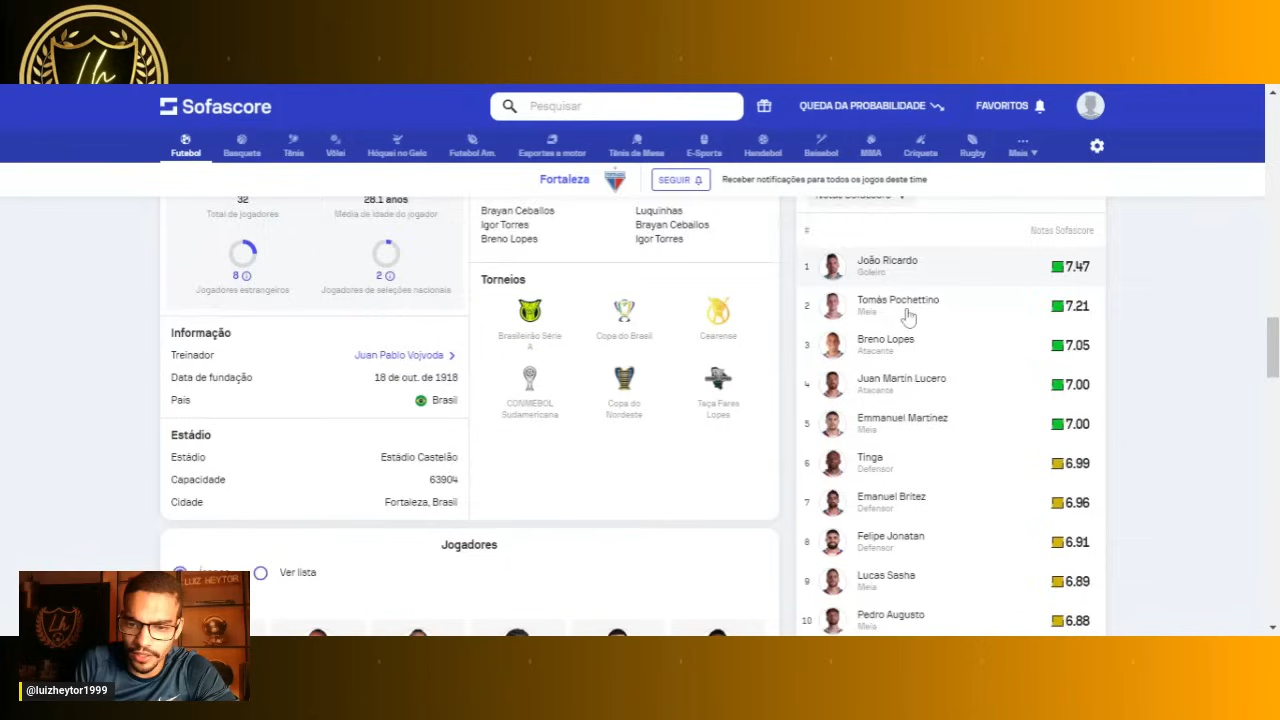 Lh
Sofascore
Pesquisar
QUEDA DA PROBABILIDADE
FAVORITOS
Futebol
Basquete
Tênis
Vôlei
Hóquei no Gelo
Futebol Am.
Esportes a motor
Tênis de Mesa
E-Sports
Handebol
Beisebol
MMA
Críquete
Rugby
Mais
Fortaleza
SEGUIR
Receber notificações para todos os jogos deste time
32
Total de jogadores
28.1 anos
Média de idade do jogador
8
Jogadores estrangeiros
2
Jogadores de seleções nacionais
Informação
Treinador
Juan Pablo Vojvoda
Data de fundação
18 de out. de 1918
País
Brasil
Estádio
Estádio
Estádio Castelão
Capacidade
63904
Cidade
Fortaleza, Brasil
Brayan Ceballos
Igor Torres
Breno Lopes
Luquinhas
Brayan Ceballos
Igor Torres
Torneios
Brasileirão Série
A
Copa do Brasil
Cearense
CONMEBOL
Sudamericana
Copa do
Nordeste
Taça Fares
Lopes
Jogadores
Ver lista
Notas Sofascore
#
Notas Sofascore
1
João Ricardo
Goleiro
7.47
2
Tomás Pochettino
Meia
7.21
3
Breno Lopes
Atacante
7.05
4
Juan Martín Lucero
Atacante
7.00
5
Emmanuel Martínez
Meia
7.00
6
Tinga
Defensor
6.99
7
Emanuel Brítez
Defensor
6.96
8
Felipe Jonatan
Defensor
6.91
9
Lucas Sasha
Meia
6.89
10
Pedro Augusto
Meia
6.88
LUIZ HEYTOR
Lh
@luizheytor1999